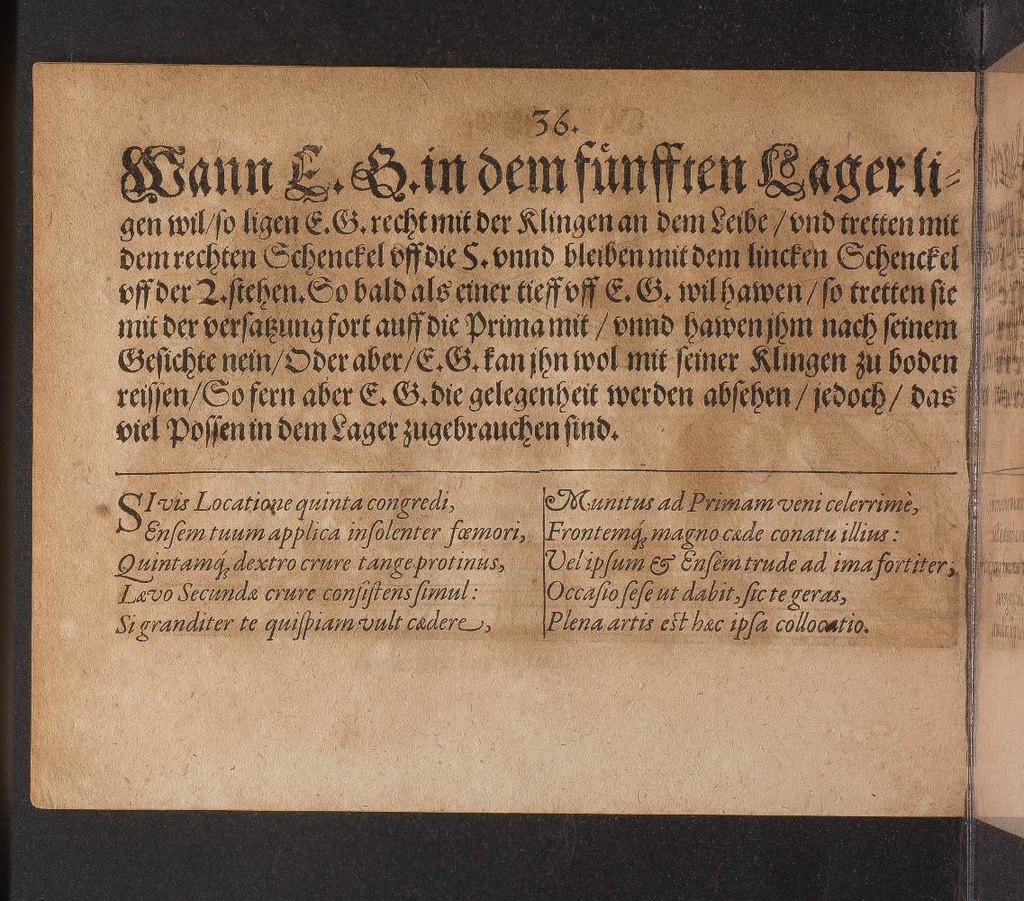 36.
Wann E. G. in dem fünfften Lager li-
gen wil/ so ligen E. G. recht mit der Klingen an dem Leibe / vnd tretten mit
dem rechten Schenckel vff die 5. vnnd bleiben mit dem lincken Schenckel
vff der 2. stehen. So bald als einer tieff vff E. G. wil hawen / so tretten sie
mit der versatzung fort auff die Prima mit / vnnd hawen jhm nach seinem
Gesichte nein/ Oder aber/ E. G. kan jhn wol mit seiner Klingen zu boden
reissen/ So fern aber E. G. die gelegenheit werden absehen / jedoch / das
viel Possen in dem Lager zugebrauchen sind.
SI vis Locatione quinta congredi,
Ensem tuum applica insolenter fœmori,
Quintamq́; dextro crure tange protinus,
Lævo Secundæ crure consistens simul:
Si granditer te quispiam vult cædere,
Munitus ad Primam veni celerrimè,
Frontemq́; magno cæde conatu illius:
Vel ipsum & Ensem trude ad ima fortiter;
Occasio sese ut dabit, sic te geras,
Plena artis est hæc ipsa collocatio.